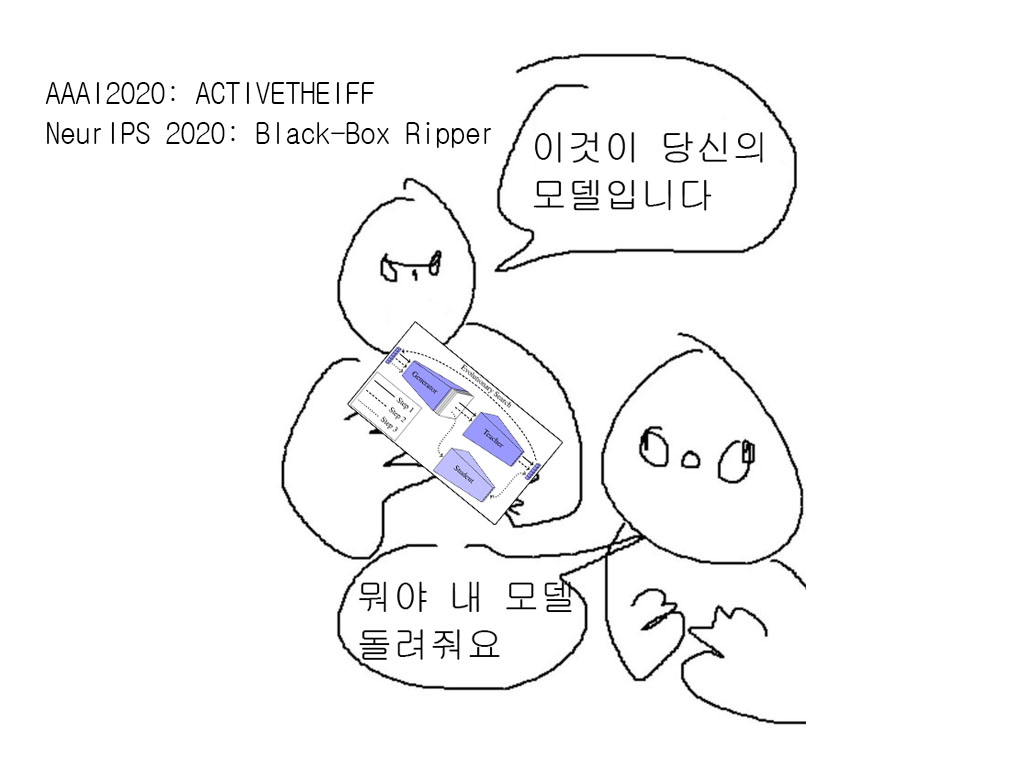 AAAI2020: ACTIVETHEIFF
NeurIPS 2020: Black-Box Ripper
이것이 당신의
모델입니다
Evolutionary Search
Generator
Step 1
Step 2
Step 3
Teacher
Student
뭐야 내 모델
돌려줘요